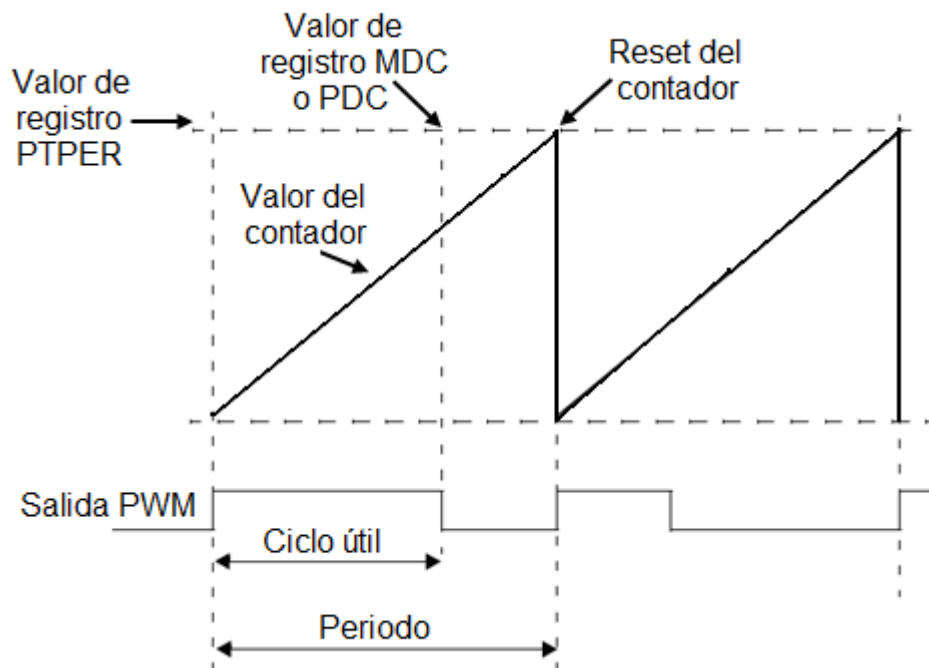 Valor de
registro MDC
o PDC
Reset del
contador
Valor de
registro
PTPER
Valor del
contador
Salida PWM
Ciclo útil
Periodo